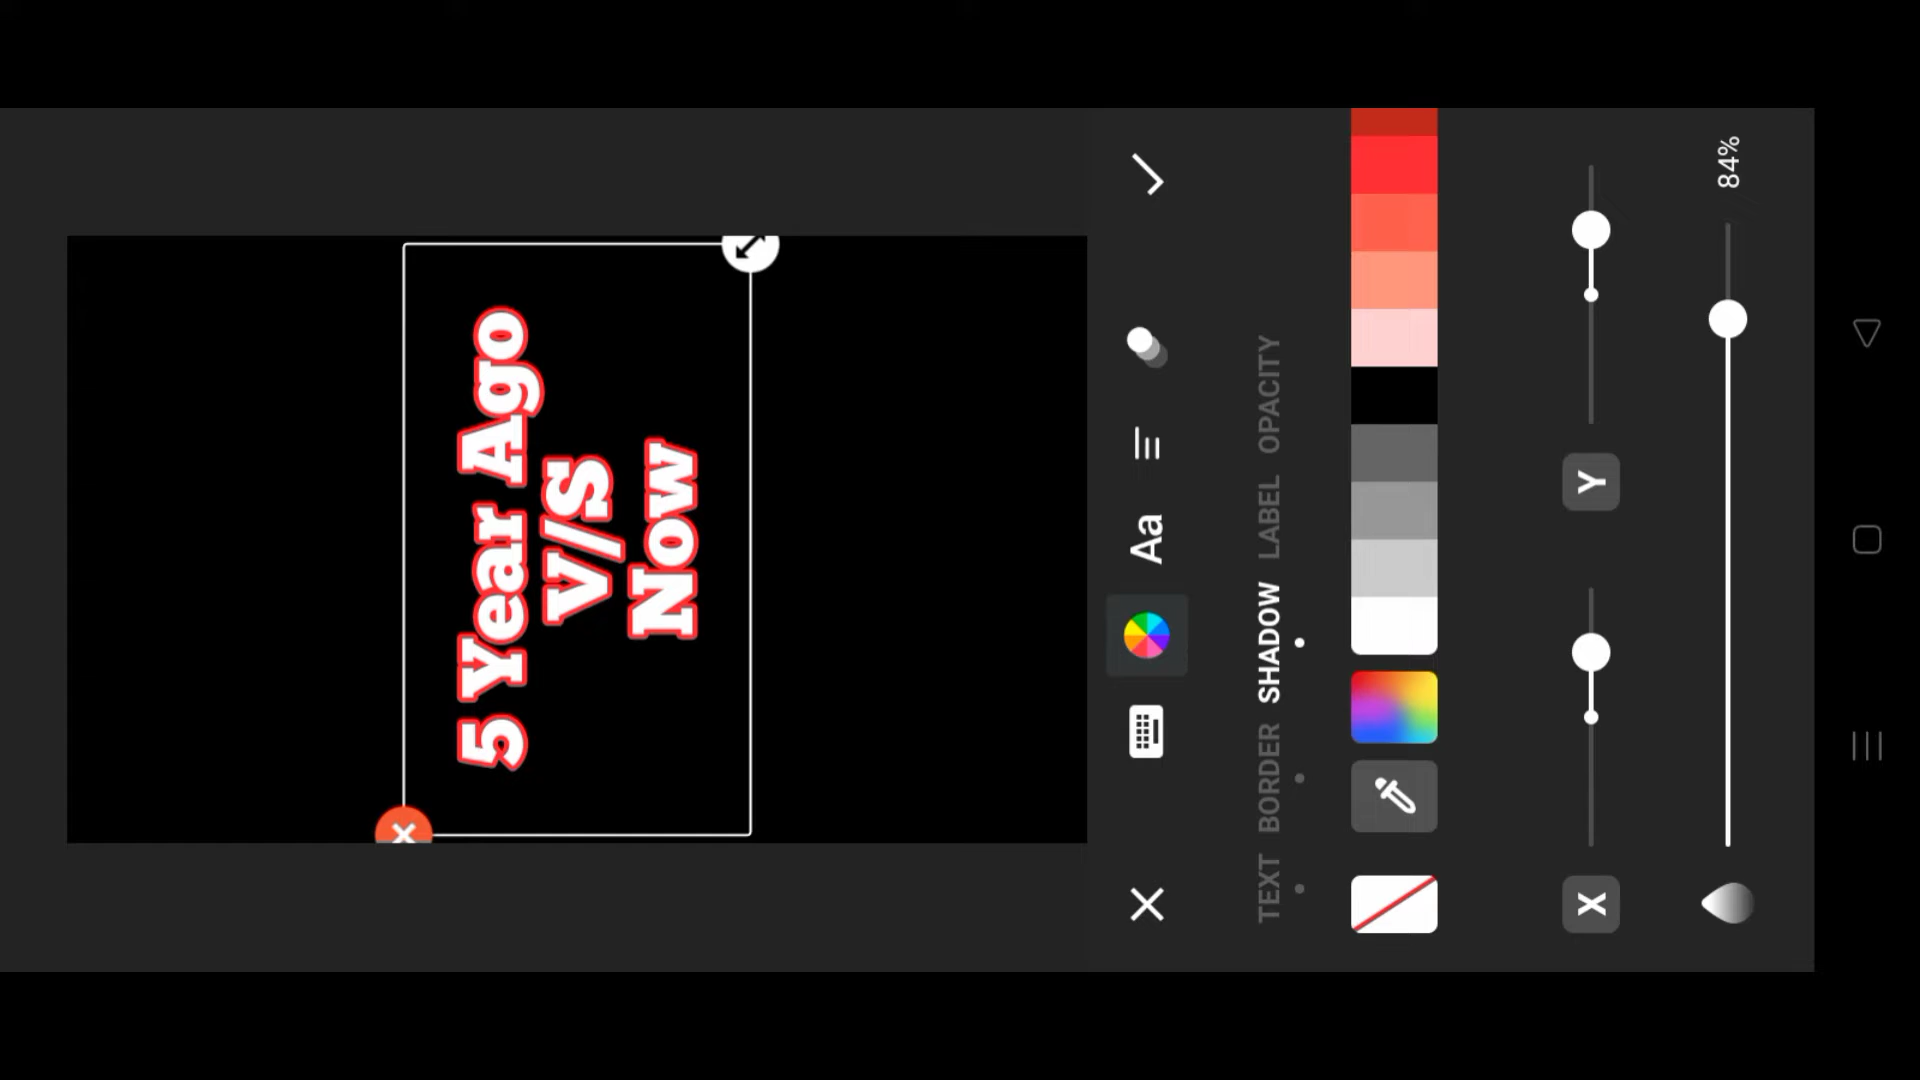 5 Year Ago
V/S
Now
Aa
TEXT BORDER SHADOW LABEL OPACITY
X
Y
84%